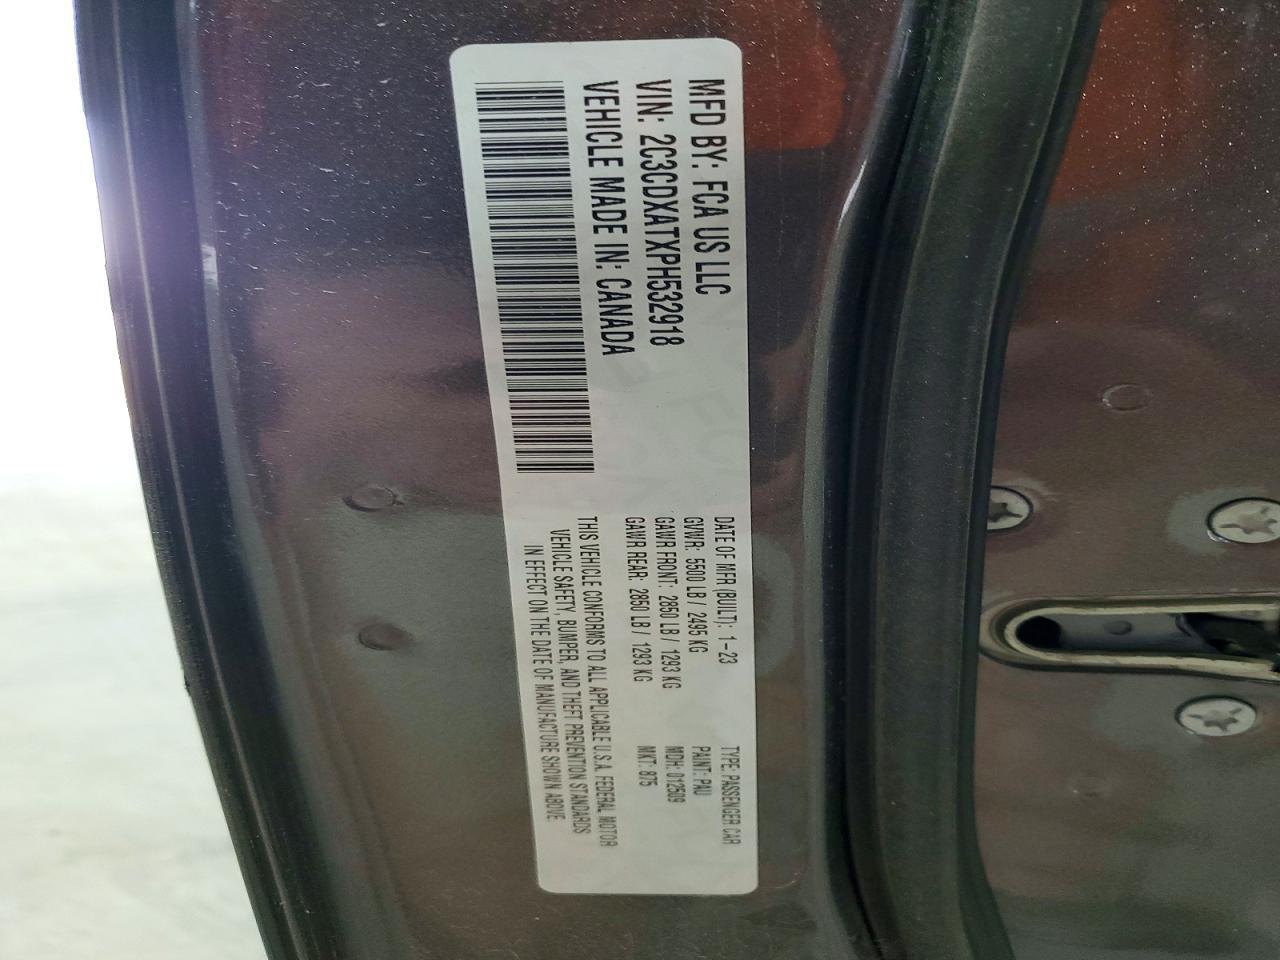 MFD BY: FCA US LLC
VIN: 2C3CDXATXPH532918
VEHICLE MADE IN: CANADA
DATE OF MFR (BUILT): 1-23
GVWR: 5500 LB / 2495 KG
GAWR FRONT: 2850 LB / 1293 KG
GAWR REAR: 2850 LB / 1293 KG
THIS VEHICLE CONFORMS TO ALL APPLICABLE U.S.A. FEDERAL MOTOR
VEHICLE SAFETY, BUMPER, AND THEFT PREVENTION STANDARDS
IN EFFECT ON THE DATE OF MANUFACTURE SHOWN ABOVE.
TYPE: PASSENGER CAR
PAINT: PAU
MDH: 012509
MKT: 875